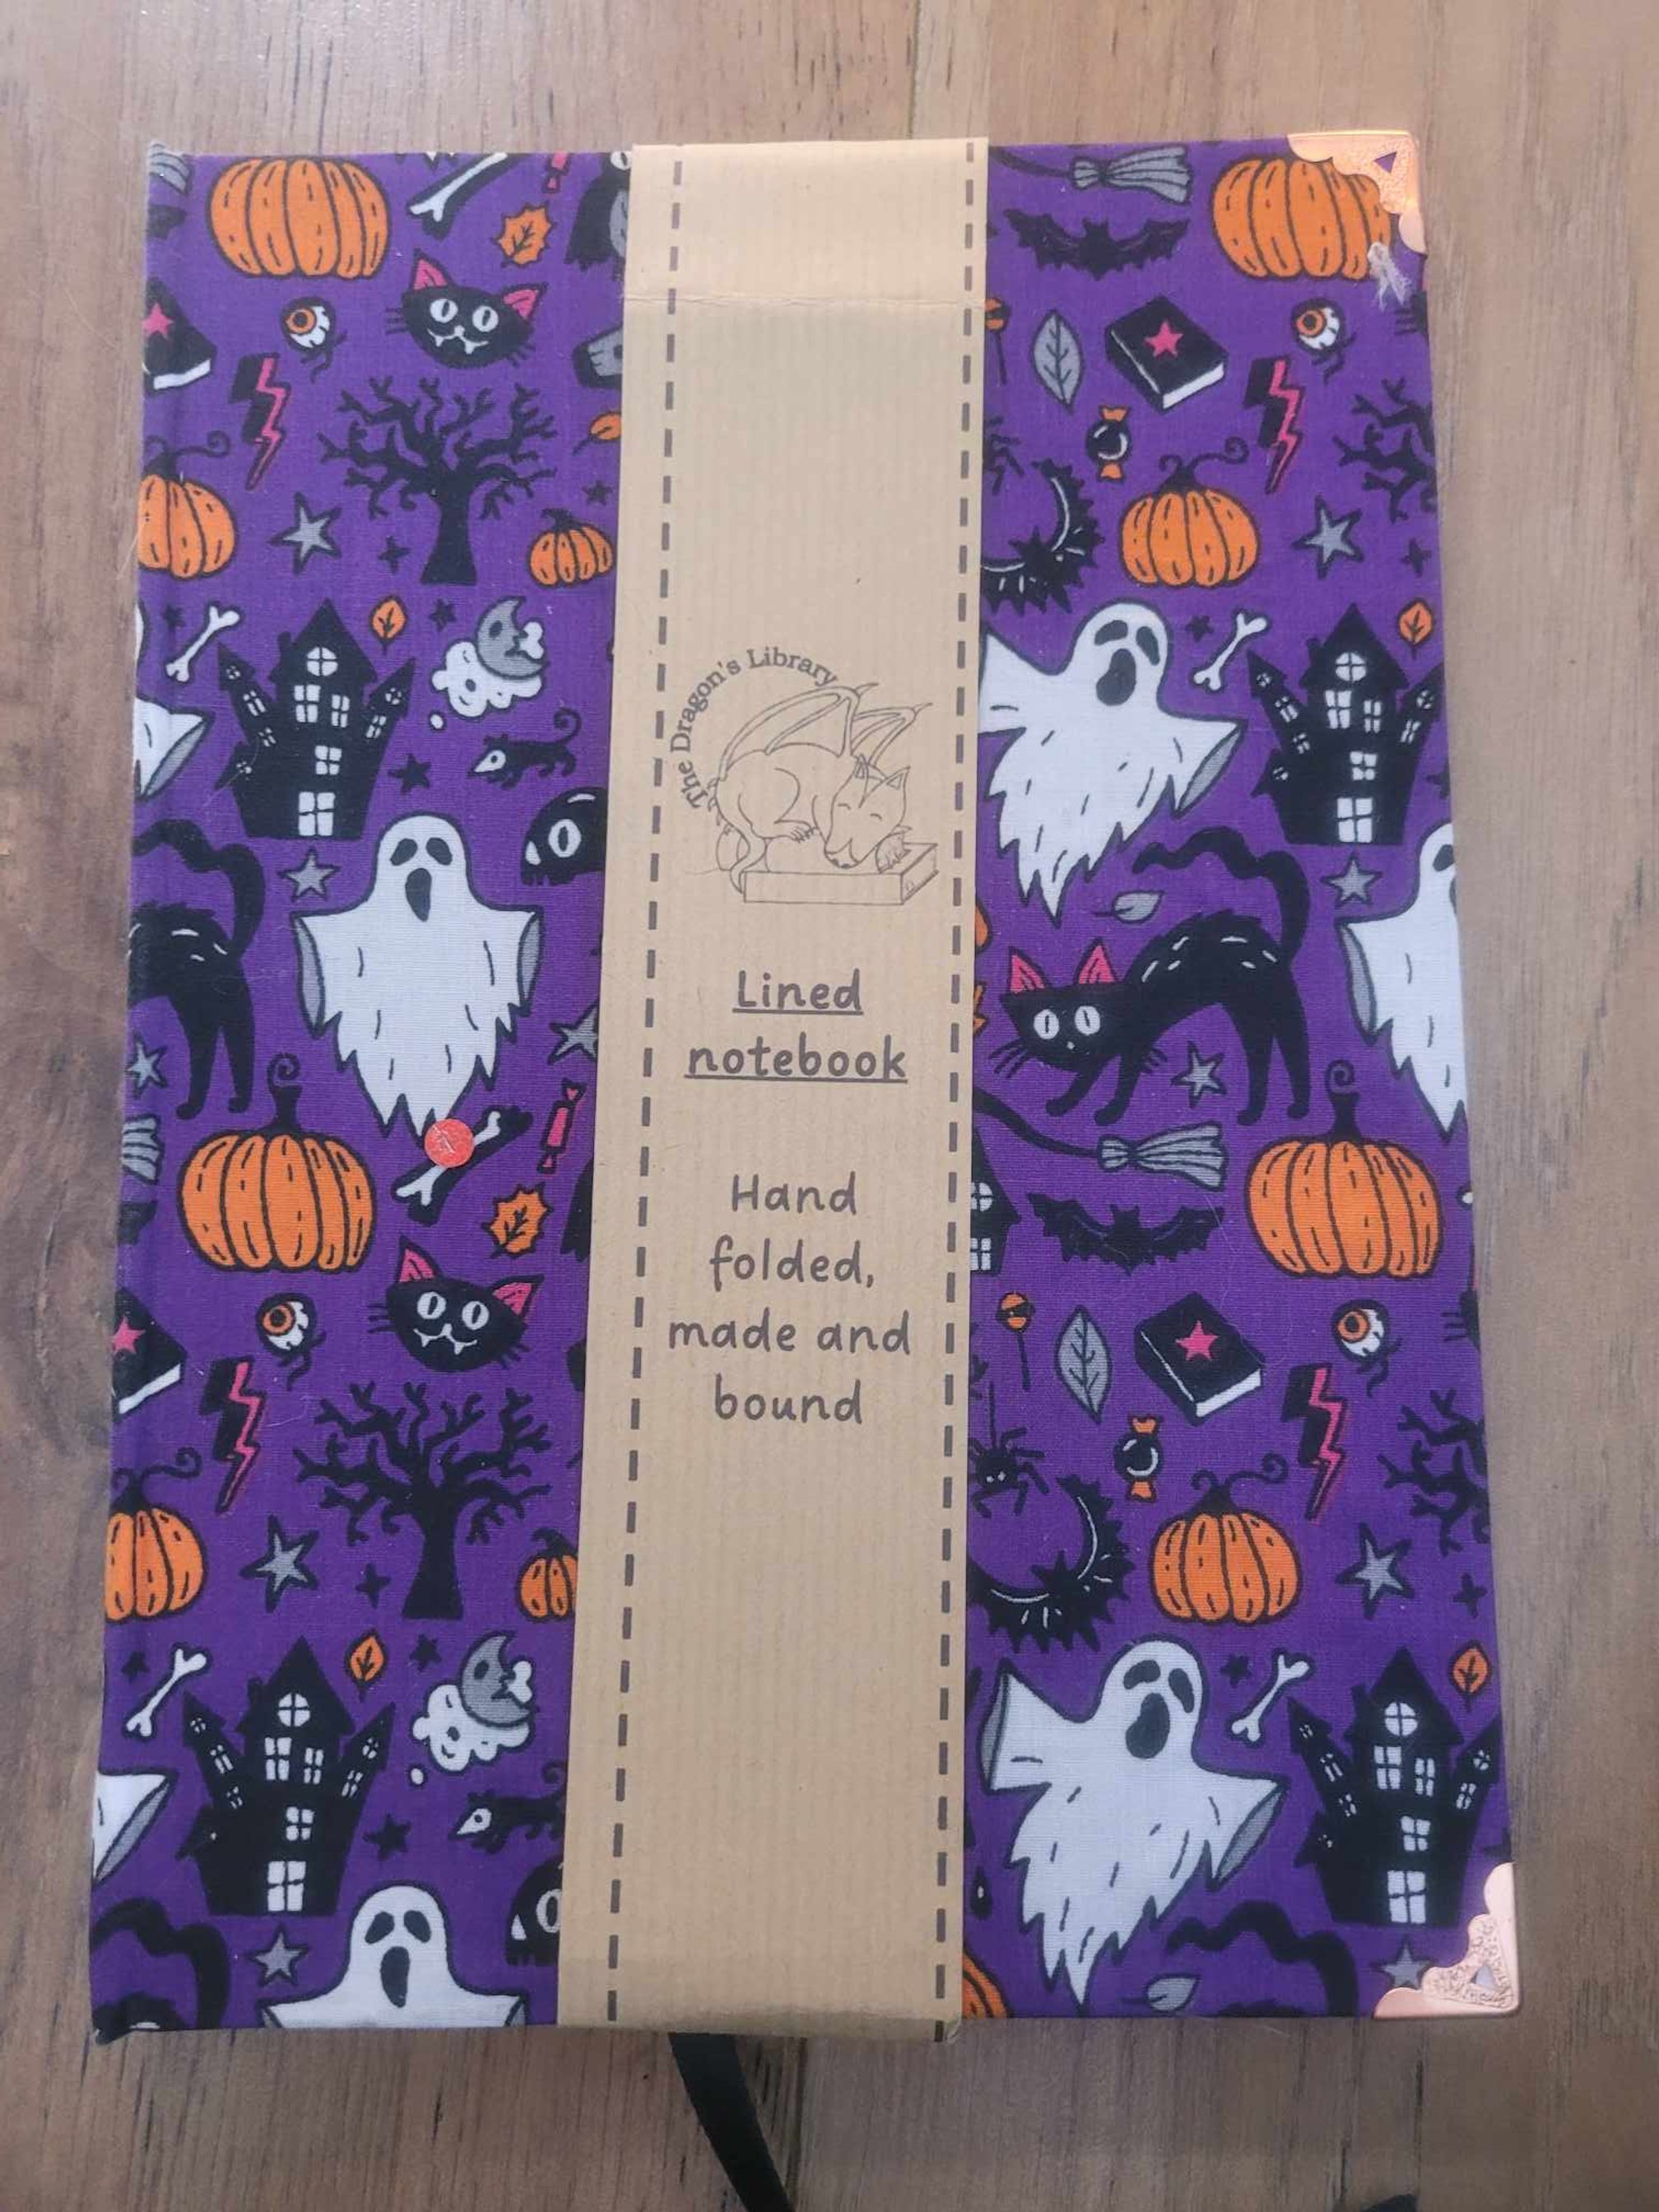 The Dragon's Library
Lined
notebook
Hand
folded,
made and
bound